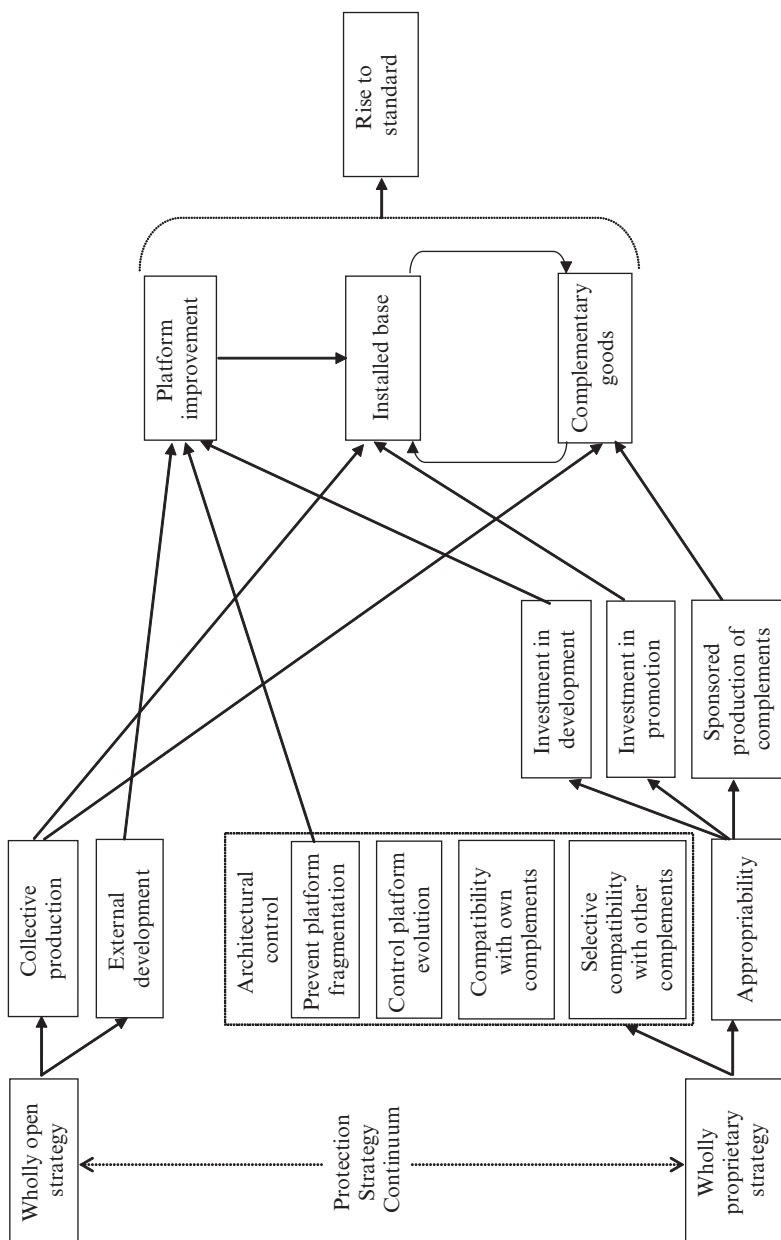 Wholly open
strategy
Protection
Strategy
Continuum
Wholly
proprietary
strategy
Collective
production
External
development
Architectural
control
Prevent platform
fragmentation
Control platform
evolution
Compatibility
with own
complements
Selective
compatibility
with other
complements
Appropriability
Investment in
development
Investment in
promotion
Sponsored
production of
complements
Platform
improvement
Installed base
Complementary
goods
Rise to
standard